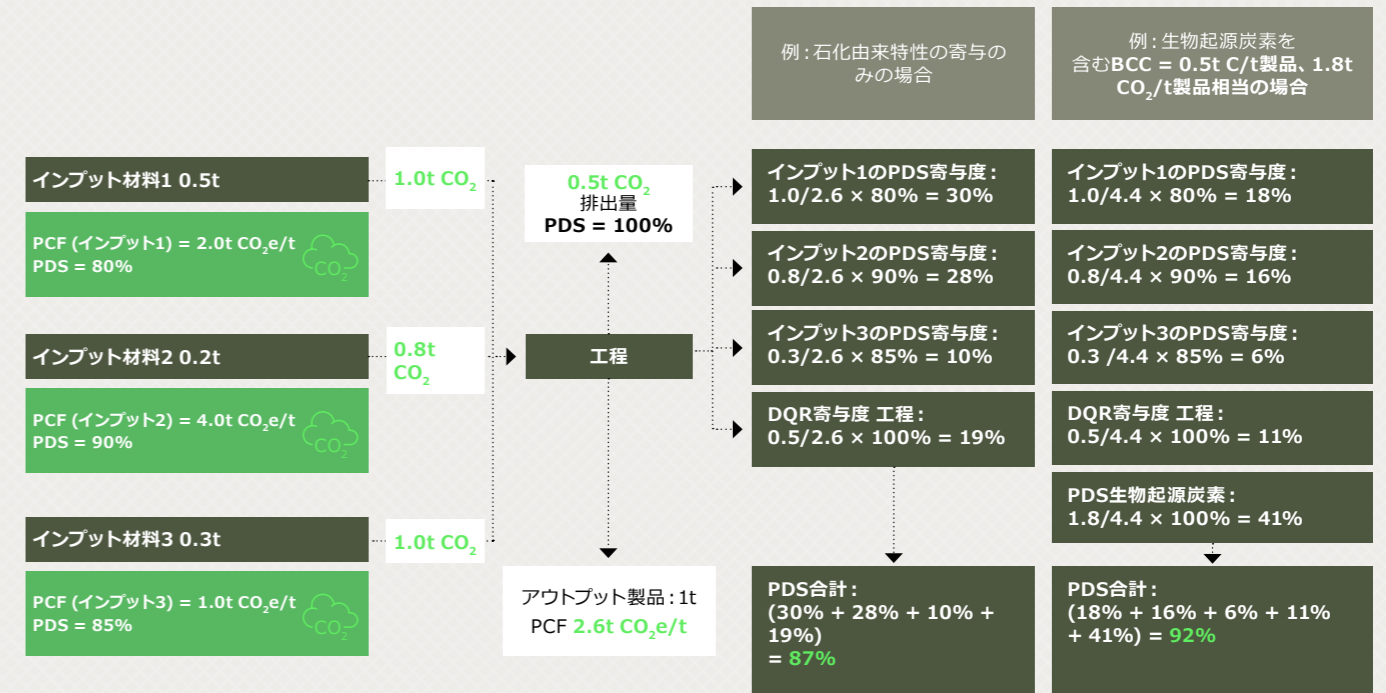 例：石化由来特性の寄与の
みの場合
例：生物起源炭素を
含むBCC = 0.5t C/t製品、1.8t
CO₂/t製品相当の場合
インプット材料1 0.5t
PCF (インプット1) = 2.0t CO₂e/t
PDS = 80%
CO₂
1.0t CO₂
インプット材料2 0.2t
PCF (インプット2) = 4.0t CO₂e/t
PDS = 90%
CO₂
0.8t
CO₂
インプット材料3 0.3t
PCF (インプット3) = 1.0t CO₂e/t
PDS = 85%
CO₂
1.0t CO₂
0.5t CO₂
排出量
PDS = 100%
工程
アウトプット製品：1t
PCF 2.6t CO₂e/t
インプット1のPDS寄与度：
1.0/2.6 × 80% = 30%
インプット2のPDS寄与度：
0.8/2.6 × 90% = 28%
インプット3のPDS寄与度：
0.3/2.6 × 85% = 10%
DQR寄与度 工程：
0.5/2.6 × 100% = 19%
PDS合計：
(30% + 28% + 10% +
19%)
= 87%
インプット1のPDS寄与度：
1.0/4.4 × 80% = 18%
インプット2のPDS寄与度：
0.8/4.4 × 90% = 16%
インプット3のPDS寄与度：
0.3 /4.4 × 85% = 6%
DQR寄与度 工程：
0.5/4.4 × 100% = 11%
PDS生物起源炭素：
1.8/4.4 × 100% = 41%
PDS合計：
(18% + 16% + 6% + 11%
+ 41%) = 92%